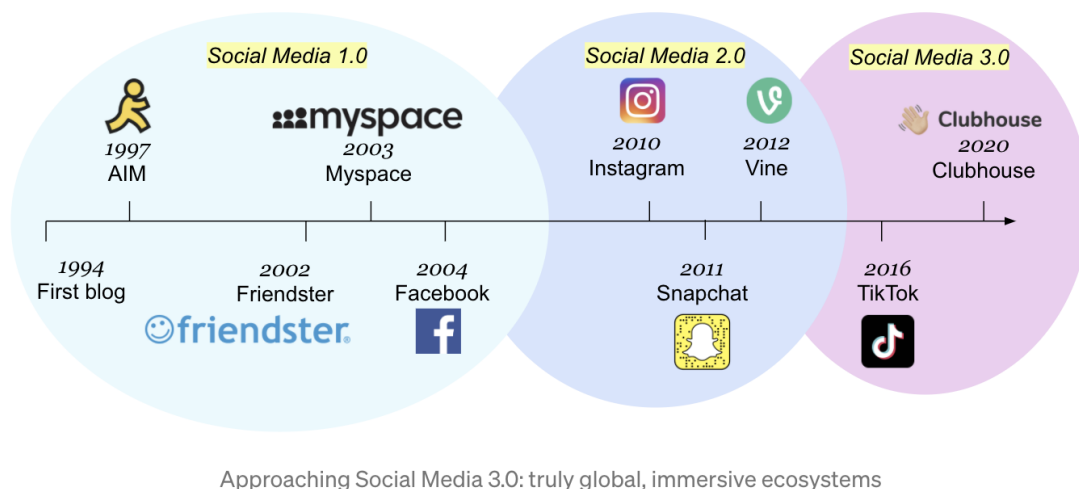 Social Media 1.0
Social Media 2.0
Social Media 3.0
myspace
Clubhouse
1997
AIM
2003
Myspace
2010
Instagram
2012
Vine
2020
Clubhouse
1994
First blog
2002
Friendster
2004
Facebook
2011
Snapchat
2016
TikTok
friendster®
Approaching Social Media 3.0: truly global, immersive ecosystems